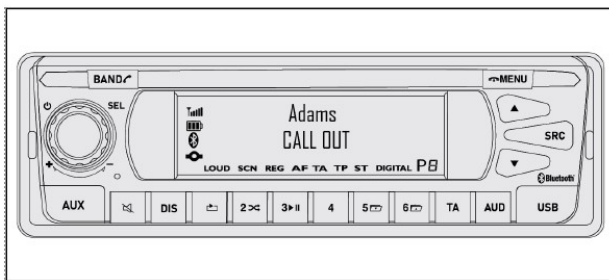 BAND
MENU
SEL
Adams
CALL OUT
SRC
LOUD SCN REG AF TA TP ST DIGITAL P8
Bluetooth
AUX DIS 2 3 4 5 6 TA AUD USB